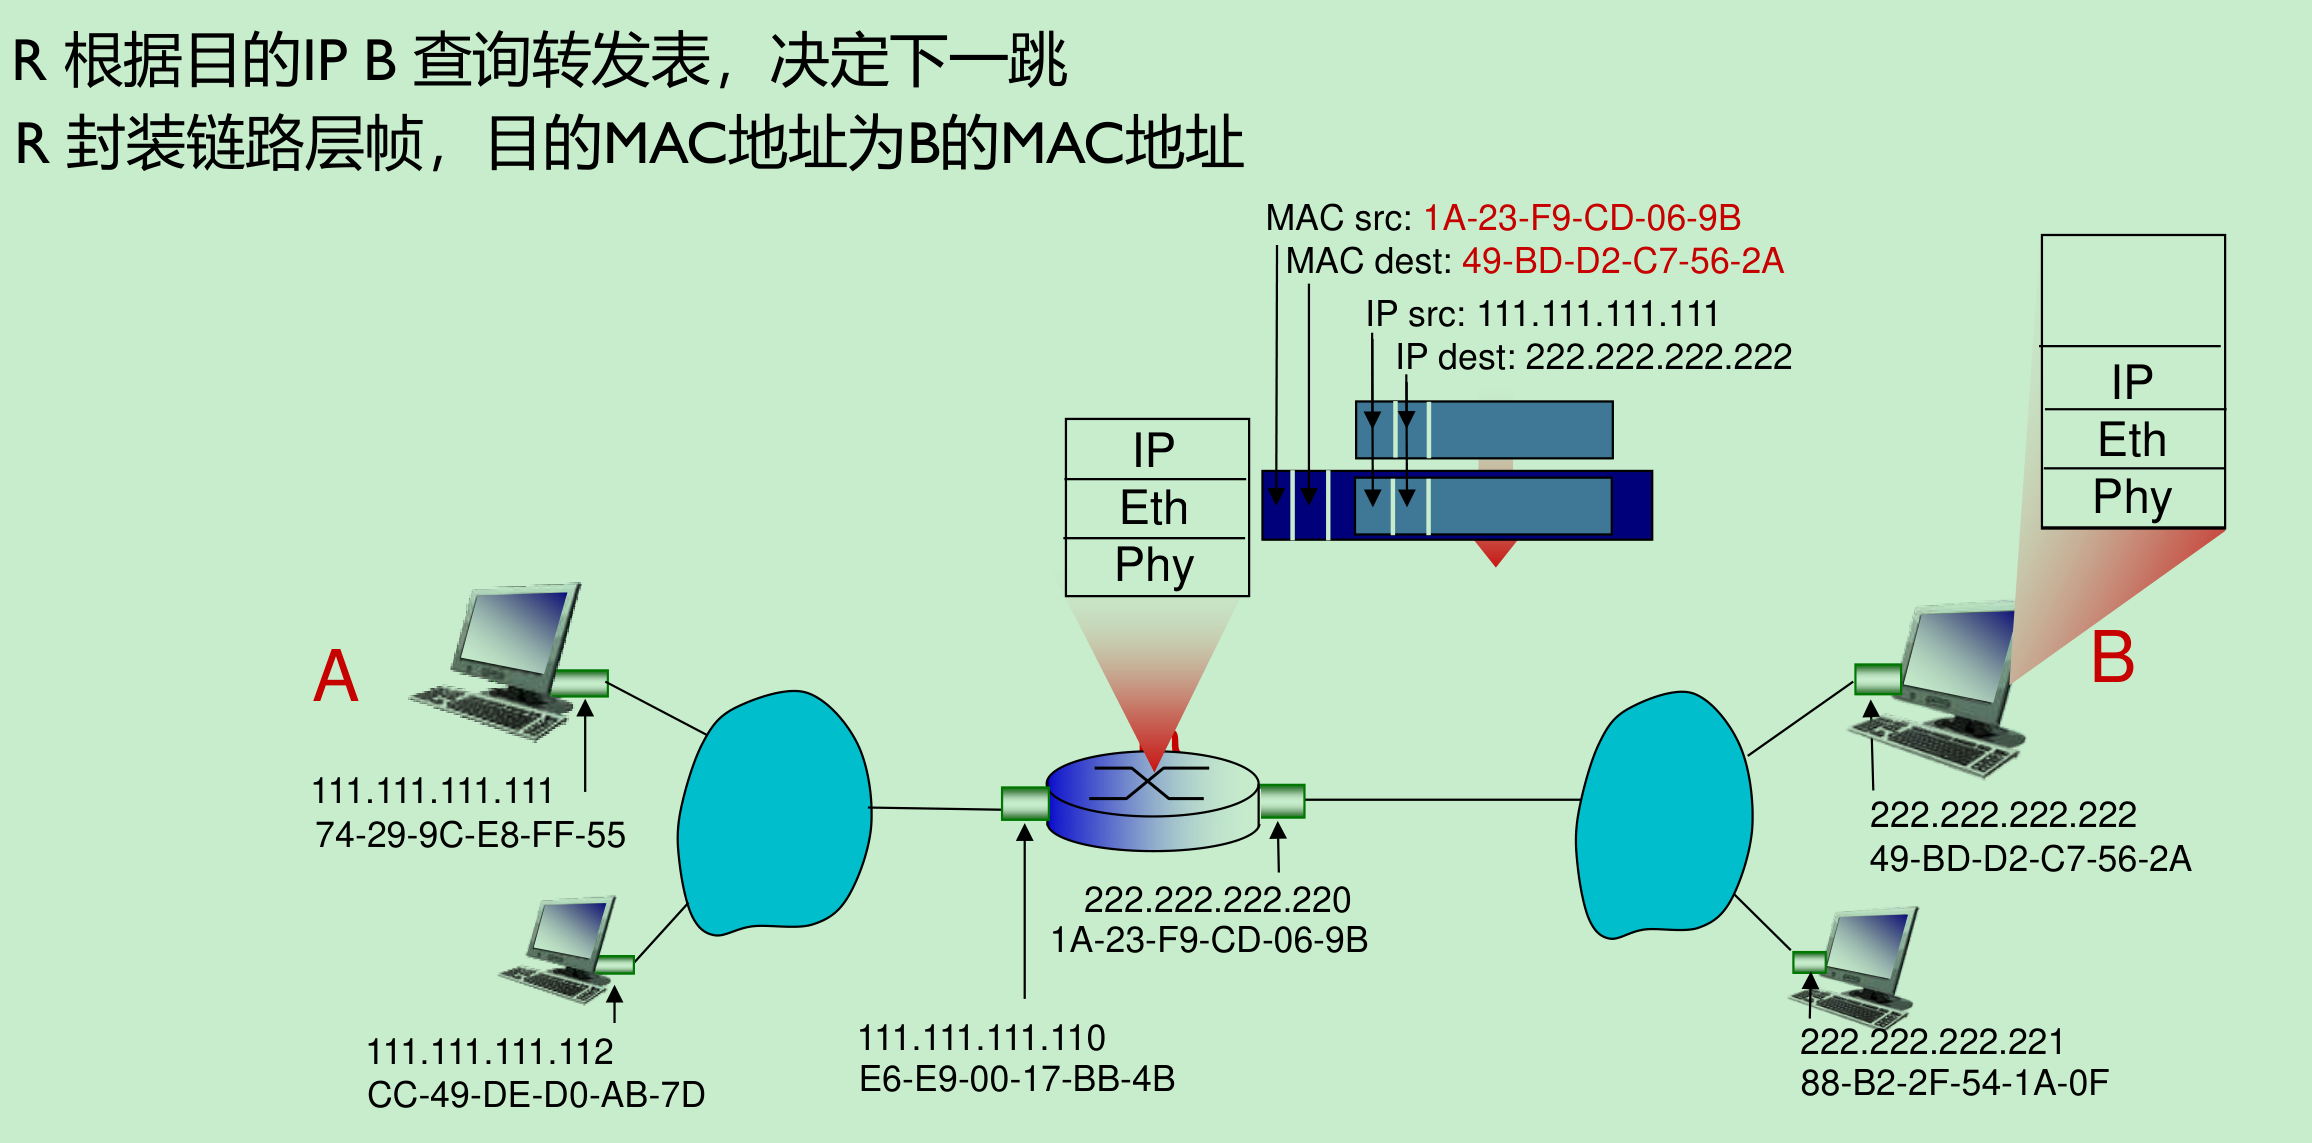 R 根据目的IP B 查询转发表，决定下一跳
R 封装链路层帧，目的MAC地址为B的MAC地址
MAC src: 1A-23-F9-CD-06-9B
MAC dest: 49-BD-D2-C7-56-2A
IP src: 111.111.111.111
IP dest: 222.222.222.222
IP
Eth
Phy
IP
Eth
Phy
A
B
111.111.111.111
74-29-9C-E8-FF-55
222.222.222.222
49-BD-D2-C7-56-2A
222.222.222.220
1A-23-F9-CD-06-9B
111.111.111.112
CC-49-DE-D0-AB-7D
111.111.111.110
E6-E9-00-17-BB-4B
222.222.222.221
88-B2-2F-54-1A-0F